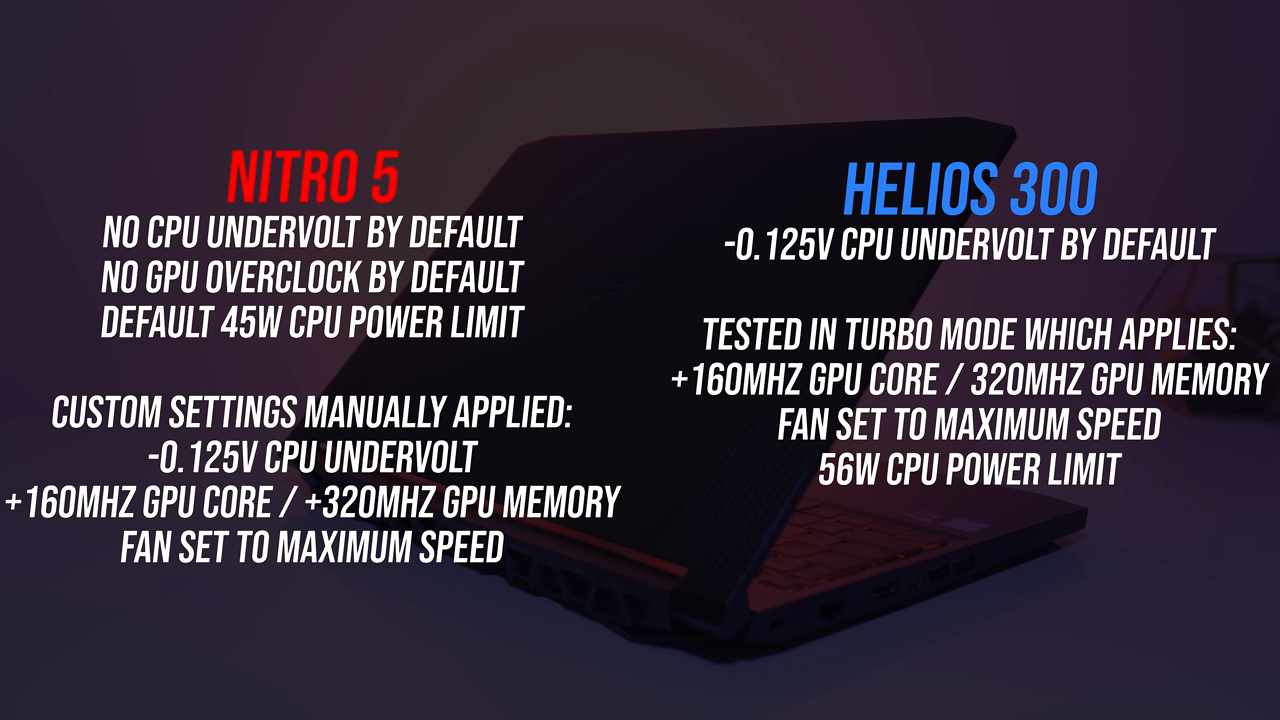 NITRO 5
NO CPU UNDERVOLT BY DEFAULT
NO GPU OVERCLOCK BY DEFAULT
DEFAULT 45W CPU POWER LIMIT
CUSTOM SETTINGS MANUALLY APPLIED:
-0.125V CPU UNDERVOLT
+160MHZ GPU CORE / +320MHZ GPU MEMORY
FAN SET TO MAXIMUM SPEED
HELIOS 300
-0.125V CPU UNDERVOLT BY DEFAULT
TESTED IN TURBO MODE WHICH APPLIES:
+160MHZ GPU CORE / 320MHZ GPU MEMORY
FAN SET TO MAXIMUM SPEED
56W CPU POWER LIMIT